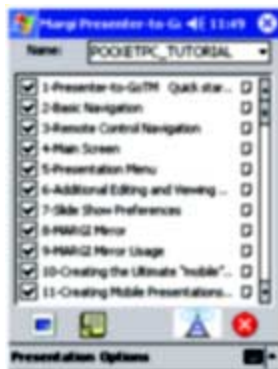 Margi Presenter-to-Go 11:49
Name: POCKETPC_TUTORIAL
1-Presenter-to-GoTM Quick star...
2-Basic Navigation
3-Remote Control Navigation
4-Main Screen
5-Presentation Menu
6-Additional Editing and Viewing ...
7-Slide Show Preferences
8-MARGI Mirror
9-MARGI Mirror Usage
10-Creating the Ultimate "mobile"...
11-Creating Mobile Presentations...
Presentation Options